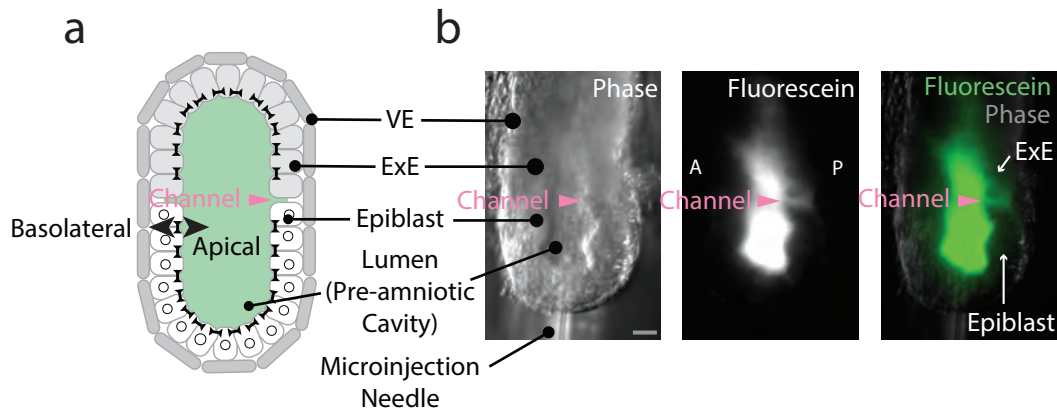 a
b
VE
ExE
Channel
Epiblast
Basolateral
Apical
Lumen
(Pre-amniotic
Cavity)
Microinjection
Needle
Phase
Channel
Fluorescein
A
P
Channel
Fluorescein
Phase
ExE
Channel
Epiblast